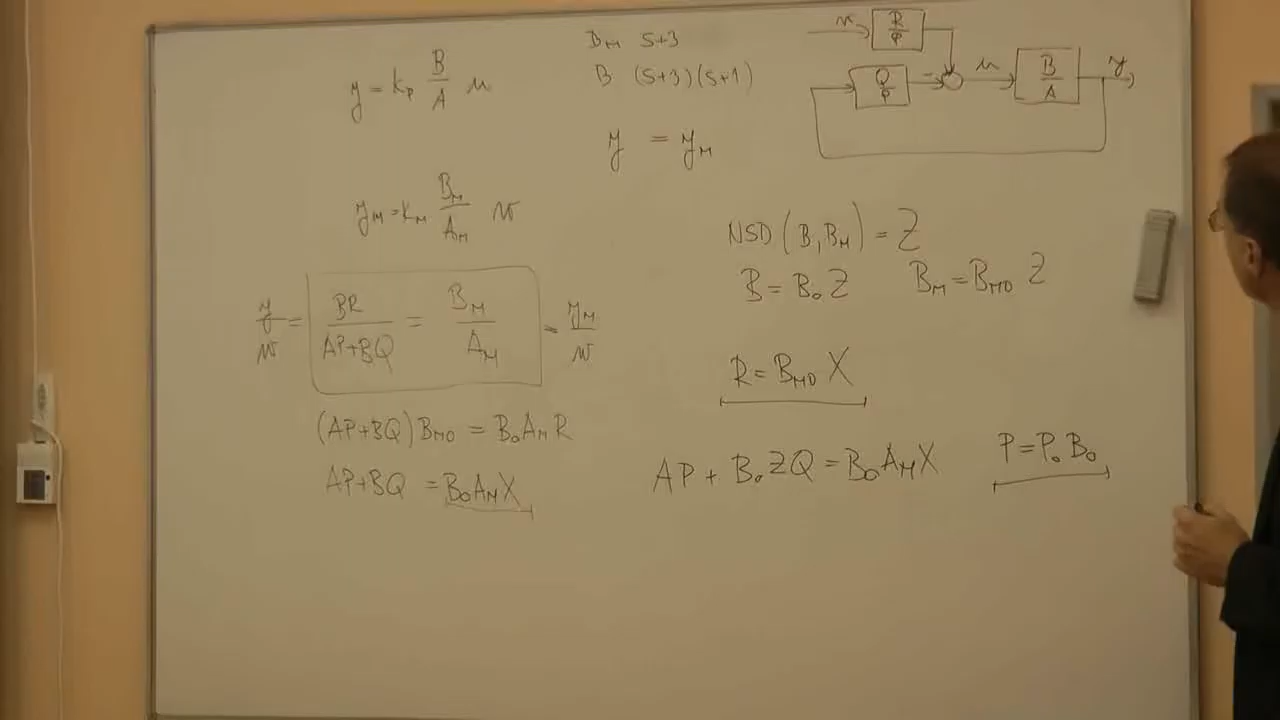 y = k_P B/A u
B_M S+3
B (S+3)(S+1)
y = y_M
w R/P
Q/P - u B/A y
y_M = k_M B_M/A_M w
NSD (B, B_M) = Z
B = B_0 Z B_M = B_M0 Z
y/w = BR/(AP+BQ) = B_M/A_M = y_M/w
R = B_M0 X
(AP+BQ) B_M0 = B_0 A_M R
AP+BQ = B_0 A_M X
AP + B_0 ZQ = B_0 A_M X P = P_0 B_0